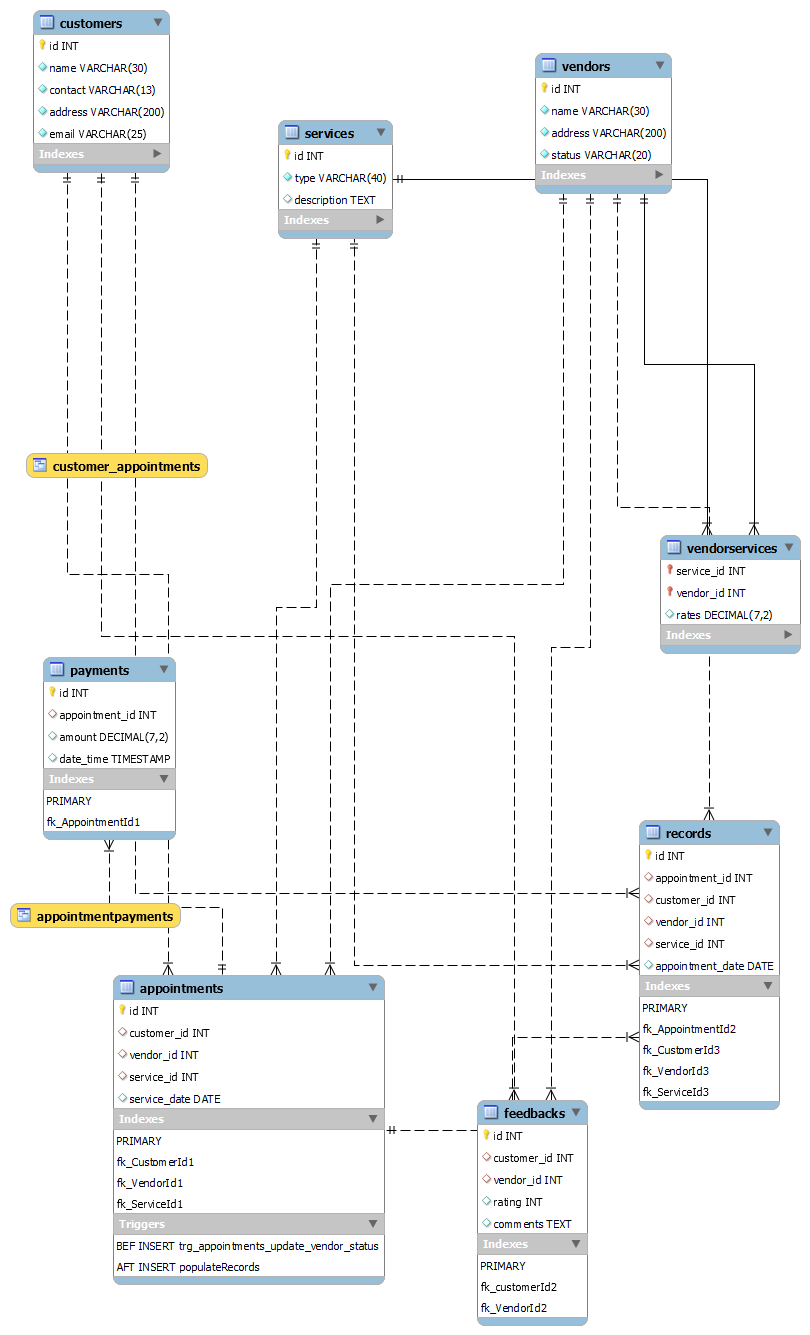 customers
id INT
name VARCHAR(30)
contact VARCHAR(13)
address VARCHAR(200)
email VARCHAR(25)
Indexes
vendors
id INT
name VARCHAR(30)
address VARCHAR(200)
status VARCHAR(20)
Indexes
services
id INT
type VARCHAR(40)
description TEXT
Indexes
customer_appointments
vendorservices
service_id INT
vendor_id INT
rates DECIMAL(7,2)
Indexes
payments
id INT
appointment_id INT
amount DECIMAL(7,2)
date_time TIMESTAMP
Indexes
PRIMARY
fk_AppointmentId1
records
id INT
appointment_id INT
customer_id INT
vendor_id INT
service_id INT
appointment_date DATE
Indexes
PRIMARY
fk_AppointmentId2
fk_CustomerId3
fk_VendorId3
fk_ServiceId3
appointmentpayments
appointments
id INT
customer_id INT
vendor_id INT
service_id INT
service_date DATE
Indexes
PRIMARY
fk_CustomerId1
fk_VendorId1
fk_ServiceId1
Triggers
BEF INSERT trg_appointments_update_vendor_status
AFT INSERT populateRecords
feedbacks
id INT
customer_id INT
vendor_id INT
rating INT
comments TEXT
Indexes
PRIMARY
fk_customerId2
fk_VendorId2